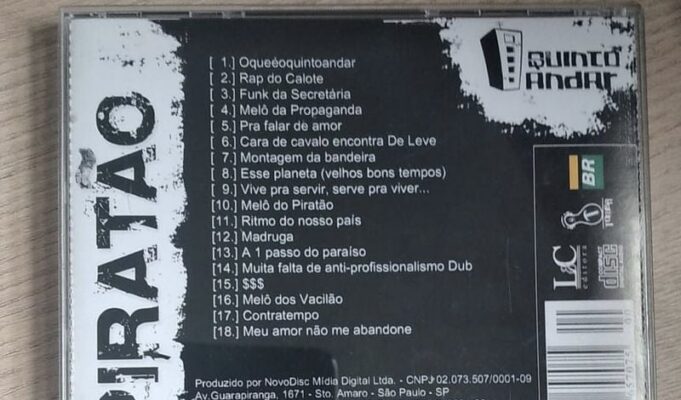 PIRATÃO
[ 1.] Oqueéoquintoandar
[ 2.] Rap do Calote
[ 3.] Funk da Secretária
[ 4.] Melô da Propaganda
[ 5.] Pra falar de amor
[ 6.] Cara de cavalo encontra De Leve
[ 7.] Montagem da bandeira
[ 8.] Esse planeta (velhos bons tempos)
[ 9.] Vive pra servir, serve pra viver...
[10.] Melô do Piratão
[11.] Ritmo do nosso país
[12.] Madruga
[13.] A 1 passo do paraíso
[14.] Muita falta de anti-profissionalismo Dub
[15.] $$$
[16.] Melô dos Vacilão
[17.] Contratempo
[18.] Meu amor não me abandone
QUINTO
ANDAR
BR
L&C
editora
COMPACT
disc
DIGITAL AUDIO
Produzido por NovoDisc Mídia Digital Ltda. - CNPJ 02.073.507/0001-09
Av.Guarapiranga, 1671 - Sto. Amaro - São Paulo - SP